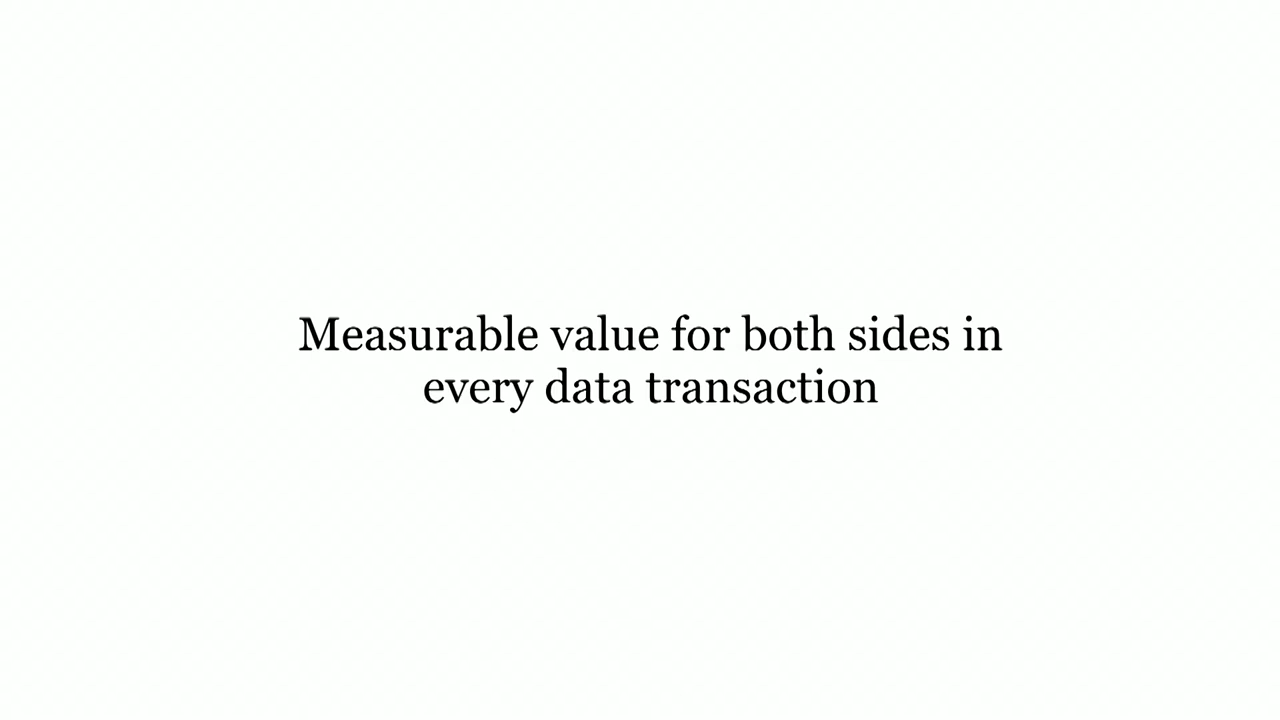 Measurable value for both sides in
every data transaction